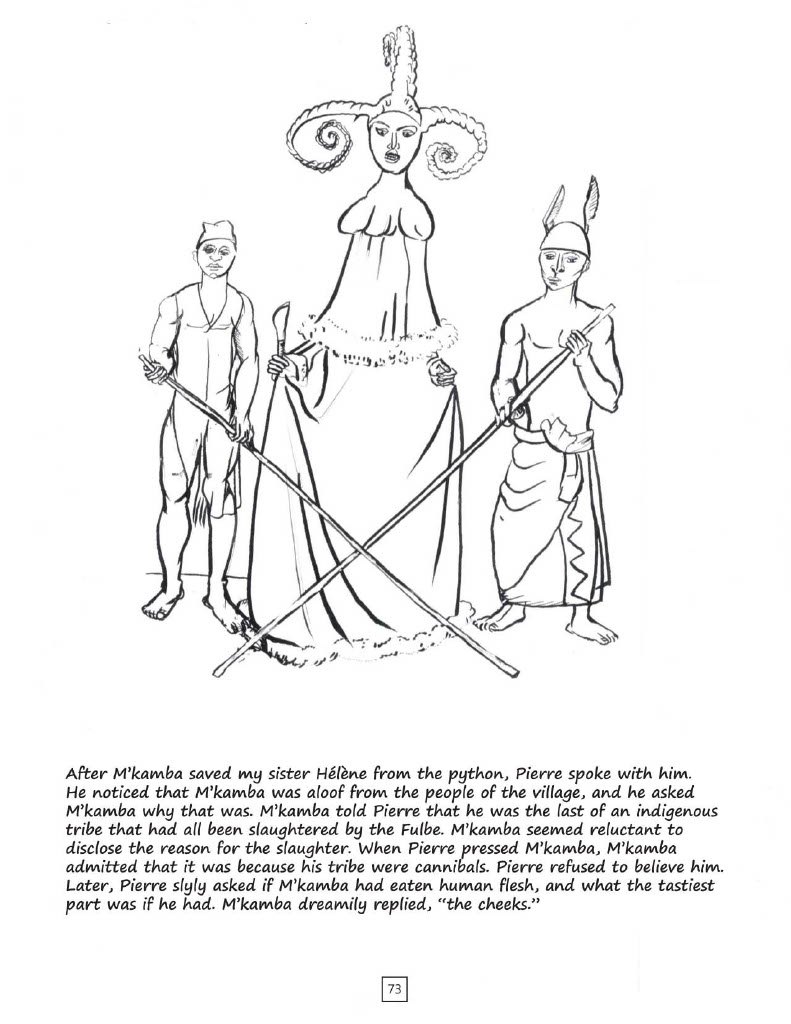 After M'kamba saved my sister Hélène from the python, Pierre spoke with him.
He noticed that M'kamba was aloof from the people of the village, and he asked
M'kamba why that was. M'kamba told Pierre that he was the last of an indigenous
tribe that had all been slaughtered by the Fulbe. M'kamba seemed reluctant to
disclose the reason for the slaughter. When Pierre pressed M'kamba, M'kamba
admitted that it was because his tribe were cannibals. Pierre refused to believe him.
Later, Pierre slyly asked if M'kamba had eaten human flesh, and what the tastiest
part was if he had. M'kamba dreamily replied, “the cheeks.”
73